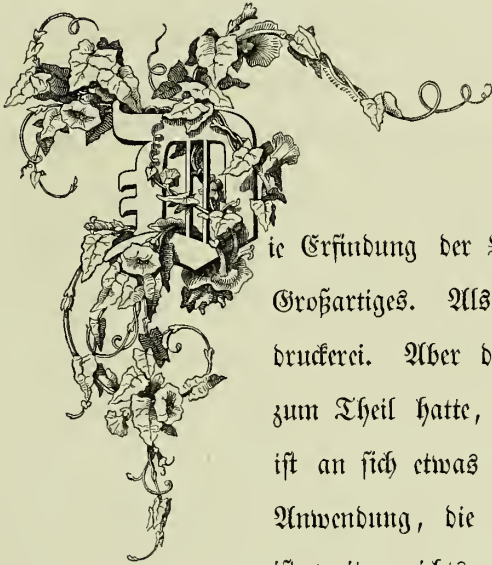 Die Erfindung der
Großartiges. Als
druckerei. Aber d
zum Theil hatte,
ist an sich etwas
Anwendung, die